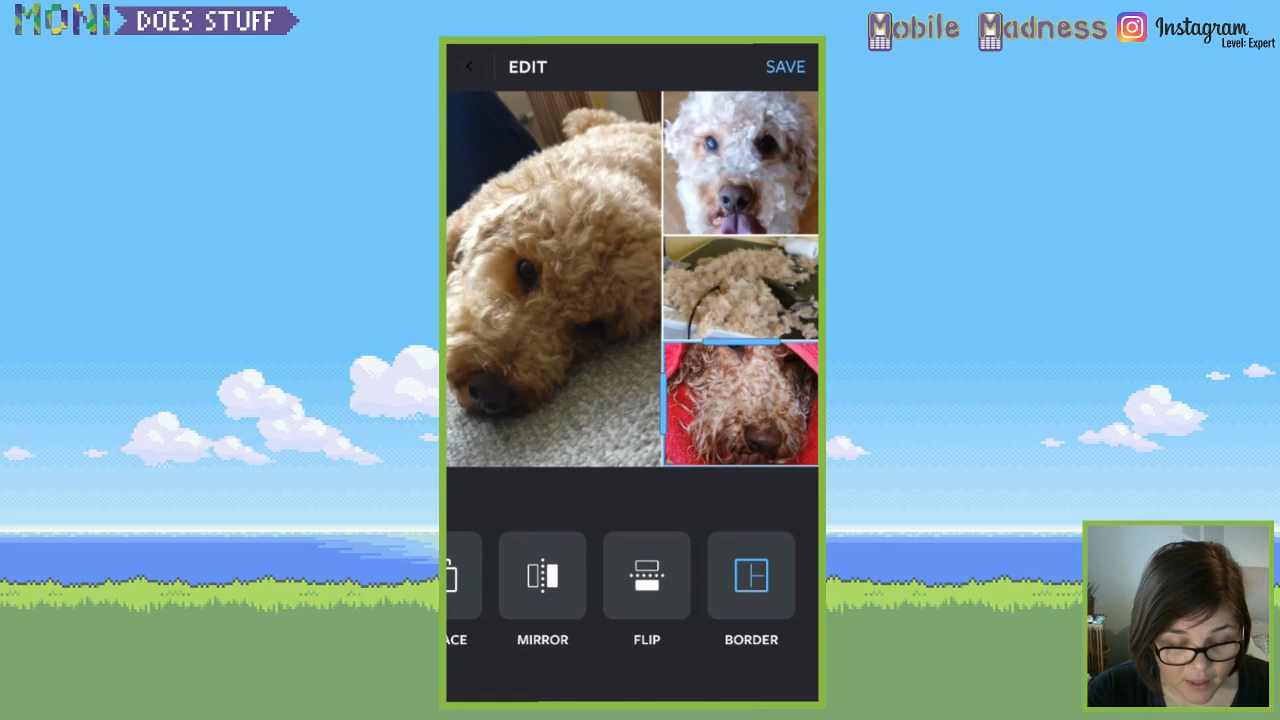 MONI DOES STUFF
Mobile Madness Instagram
Level: Expert
EDIT SAVE
ACE MIRROR FLIP BORDER